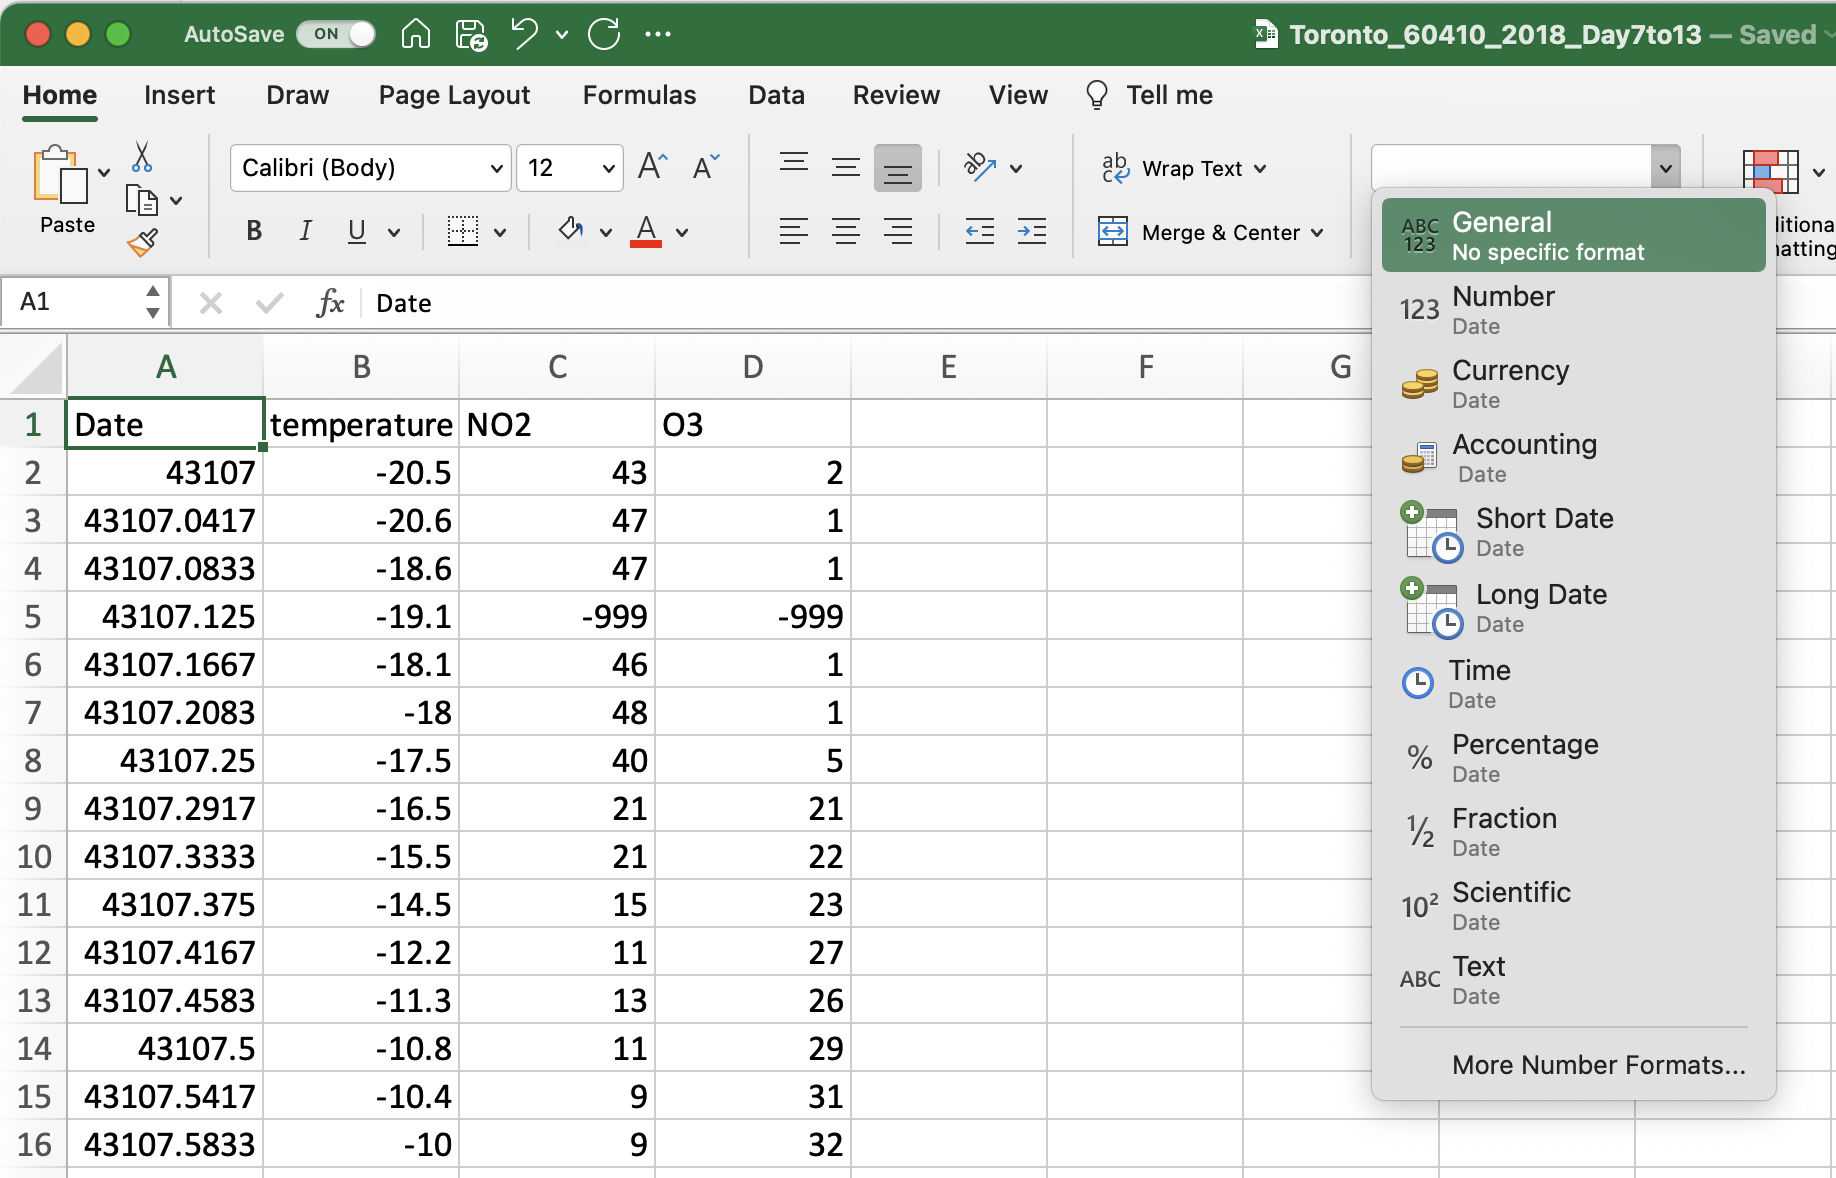 AutoSave ON Toronto_60410_2018_Day7to13 — Saved
Home Insert Draw Page Layout Formulas Data Review View Tell me
Paste
Calibri (Body) 12
Wrap Text
B I U A
Merge & Center
A1 fx Date
A B C D E F G
1 Date temperature NO2 O3
2 43107 -20.5 43 2
3 43107.0417 -20.6 47 1
4 43107.0833 -18.6 47 1
5 43107.125 -19.1 -999 -999
6 43107.1667 -18.1 46 1
7 43107.2083 -18 48 1
8 43107.25 -17.5 40 5
9 43107.2917 -16.5 21 21
10 43107.3333 -15.5 21 22
11 43107.375 -14.5 15 23
12 43107.4167 -12.2 11 27
13 43107.4583 -11.3 13 26
14 43107.5 -10.8 11 29
15 43107.5417 -10.4 9 31
16 43107.5833 -10 9 32
ABC 123 General
No specific format
123 Number
Date
Currency
Date
Accounting
Date
Short Date
Date
Long Date
Date
Time
Date
% Percentage
Date
½ Fraction
Date
10² Scientific
Date
ABC Text
Date
More Number Formats...